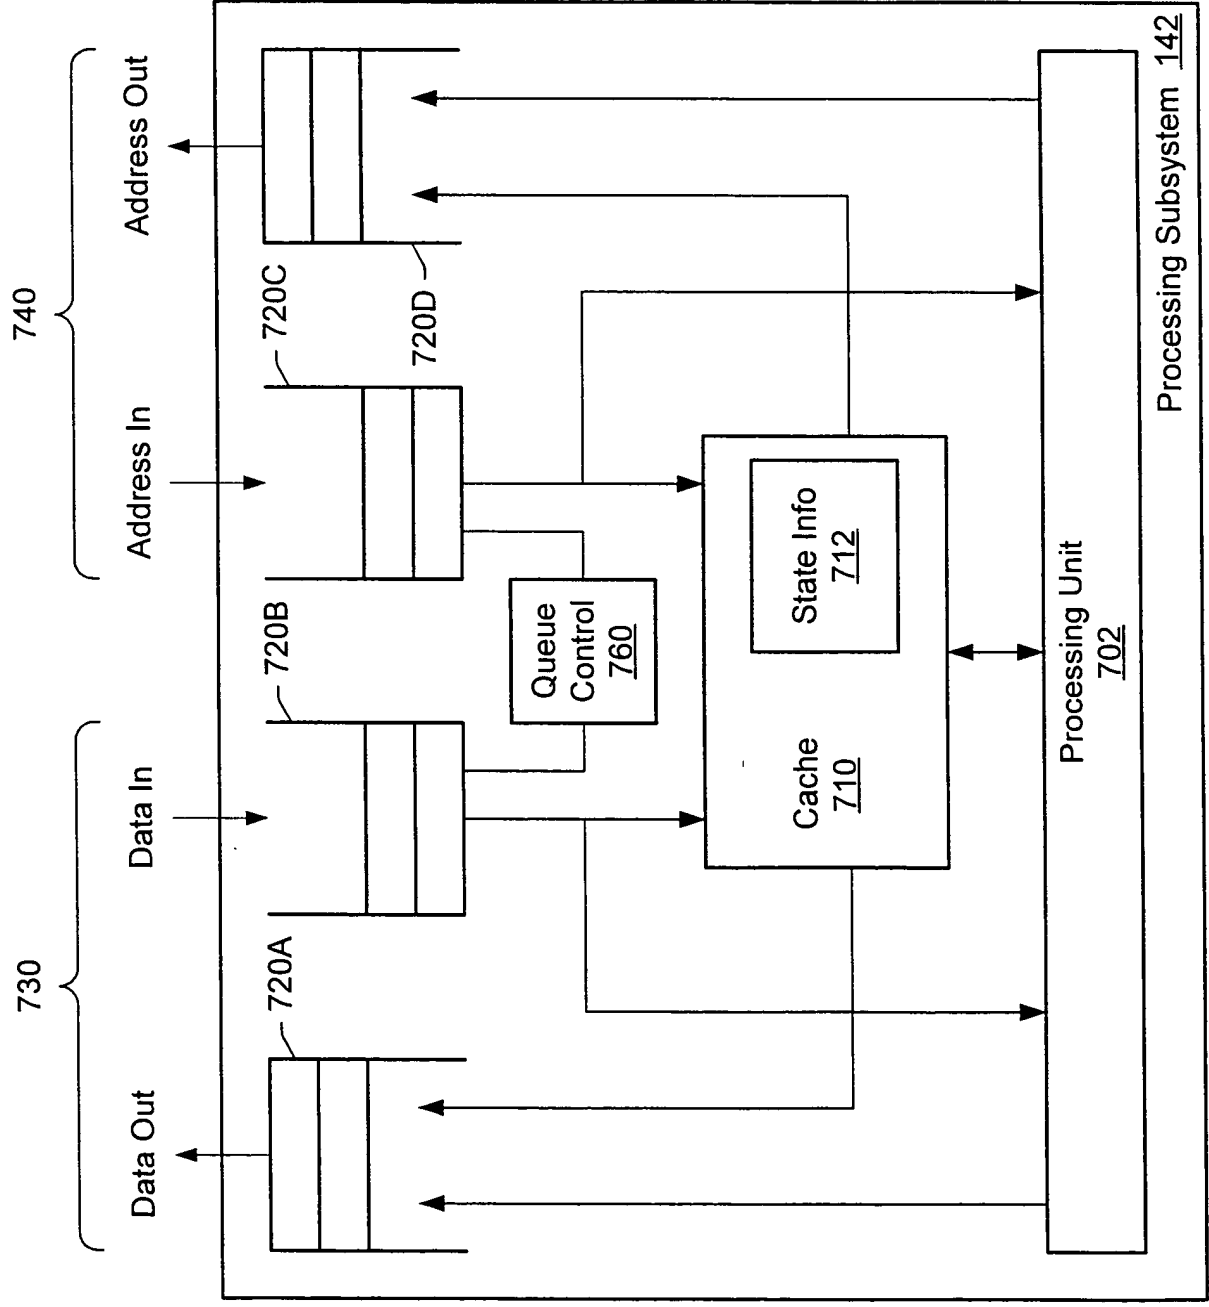 730
740
Data Out
Data In
Address In
Address Out
720A
720B
720C
720D
Queue
Control
760
Cache
710
State Info
712
Processing Unit
702
Processing Subsystem 142